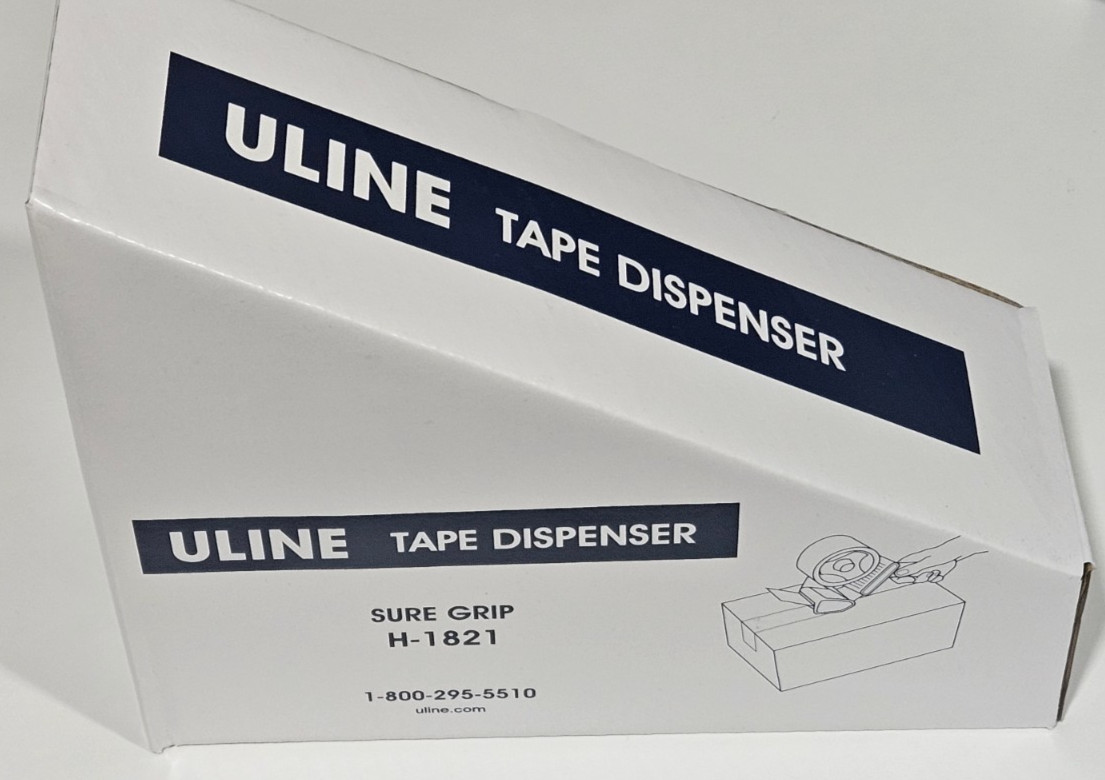 ULINE TAPE DISPENSER
ULINE TAPE DISPENSER
SURE GRIP
H-1821
1-800-295-5510
uline.com